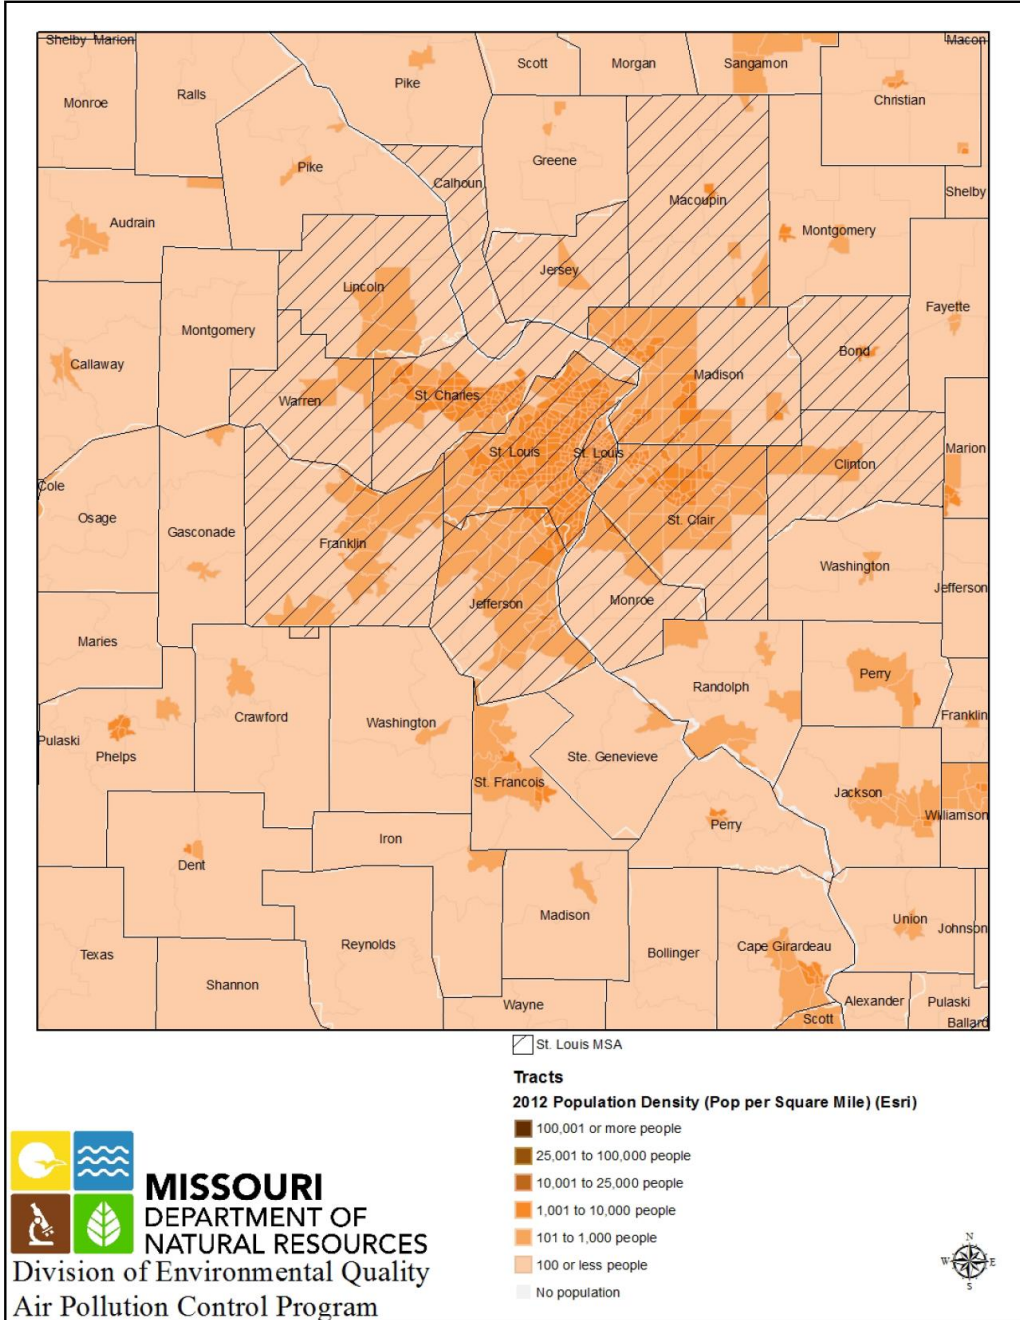 Shelby Marion
Scott
Morgan
Sangamon
Macon
Pike
Ralls
Monroe
Christian
Greene
Pike
Calhoun
Shelby
Macoupin
Audrain
Montgomery
Jersey
Lincoln
Fayette
Montgomery
Bond
Callaway
Madison
St. Charles
Warren
Marion
St. Louis
St. Louis
Clinton
Cole
Osage
St. Clair
Gasconade
Franklin
Washington
Jefferson
Monroe
Jefferson
Maries
Perry
Randolph
Crawford
Washington
Franklin
Pulaski
Phelps
Ste. Genevieve
St. Francois
Jackson
Williamson
Perry
Iron
Dent
Madison
Union
Johnson
Reynolds
Cape Girardeau
Texas
Bollinger
Shannon
Wayne
Alexander
Pulaski
Scott
Ballard
St. Louis MSA
Tracts
2012 Population Density (Pop per Square Mile) (Esri)
100,001 or more people
25,001 to 100,000 people
10,001 to 25,000 people
1,001 to 10,000 people
101 to 1,000 people
100 or less people
No population
MISSOURI
DEPARTMENT OF
NATURAL RESOURCES
Division of Environmental Quality
Air Pollution Control Program
N
W E
S